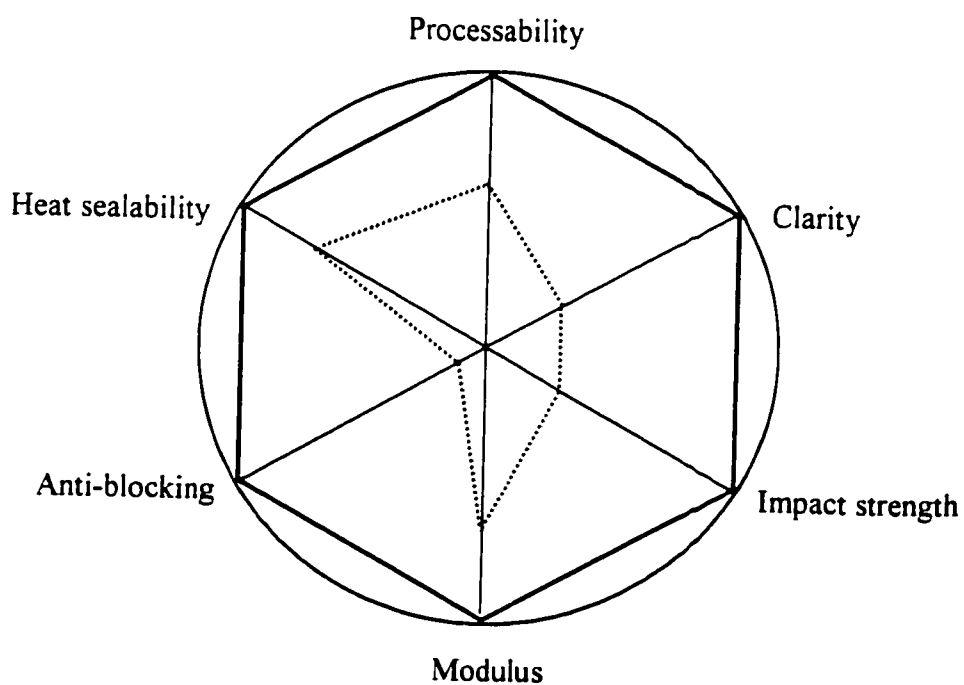 Processability
Heat sealability
Clarity
Anti-blocking
Impact strength
Modulus